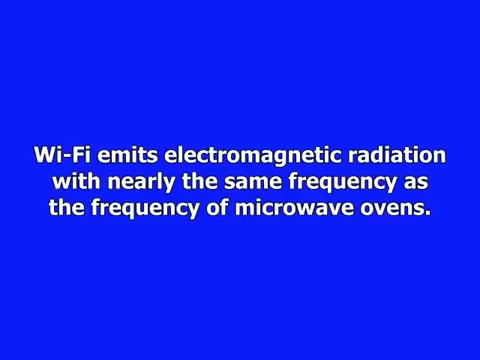 Wi-Fi emits electromagnetic radiation
with nearly the same frequency as
the frequency of microwave ovens.